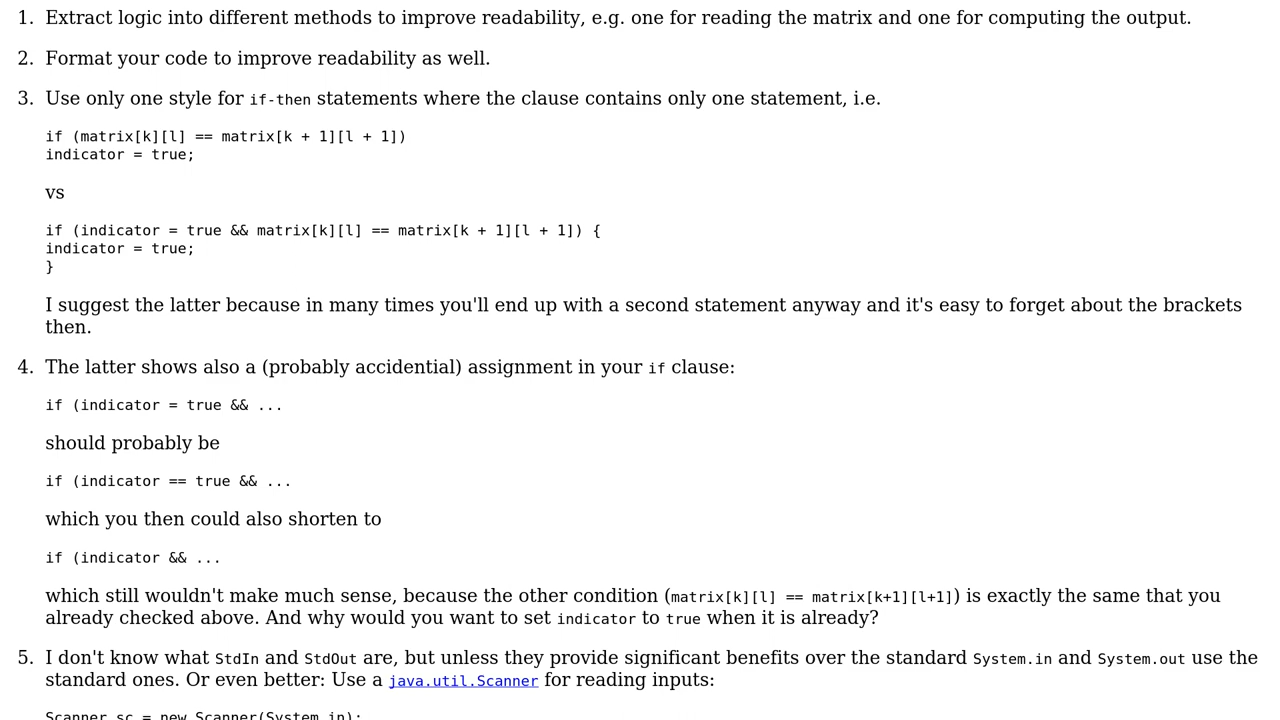 1. Extract logic into different methods to improve readability, e.g. one for reading the matrix and one for computing the output.
2. Format your code to improve readability as well.
3. Use only one style for if-then statements where the clause contains only one statement, i.e.
if (matrix[k][l] == matrix[k + 1][l + 1])
indicator = true;
vs
if (indicator = true && matrix[k][l] == matrix[k + 1][l + 1]) {
indicator = true;
}
I suggest the latter because in many times you'll end up with a second statement anyway and it's easy to forget about the brackets
then.
4. The latter shows also a (probably accidential) assignment in your if clause:
if (indicator = true && ...
should probably be
if (indicator == true && ...
which you then could also shorten to
if (indicator && ...
which still wouldn't make much sense, because the other condition (matrix[k][l] == matrix[k+1][l+1]) is exactly the same that you
already checked above. And why would you want to set indicator to true when it is already?
5. I don't know what StdIn and StdOut are, but unless they provide significant benefits over the standard System.in and System.out use the
standard ones. Or even better: Use a java.util.Scanner for reading inputs:
Scanner sc = new Scanner(System.in);